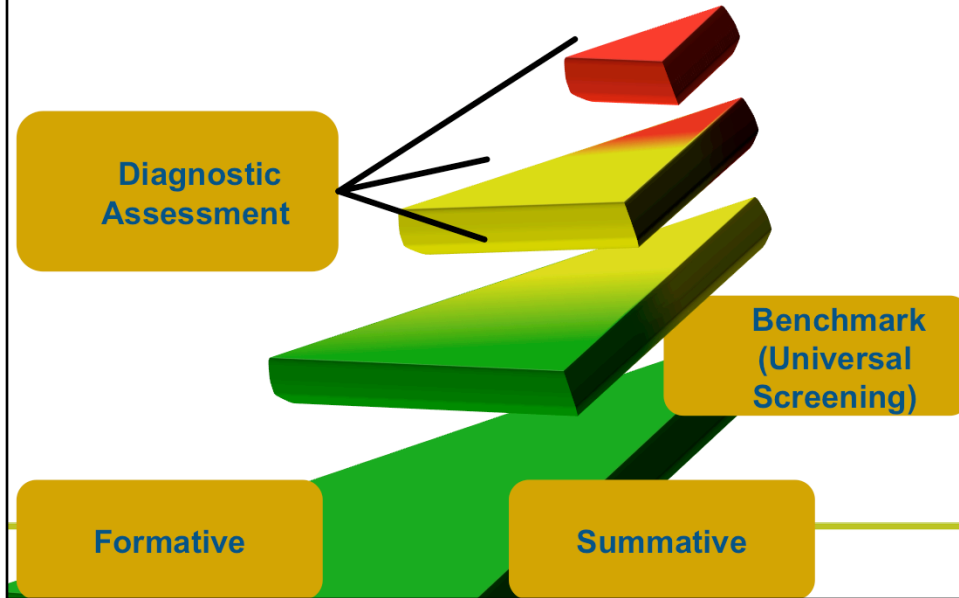 Diagnostic
Assessment
Benchmark
(Universal
Screening)
Formative
Summative